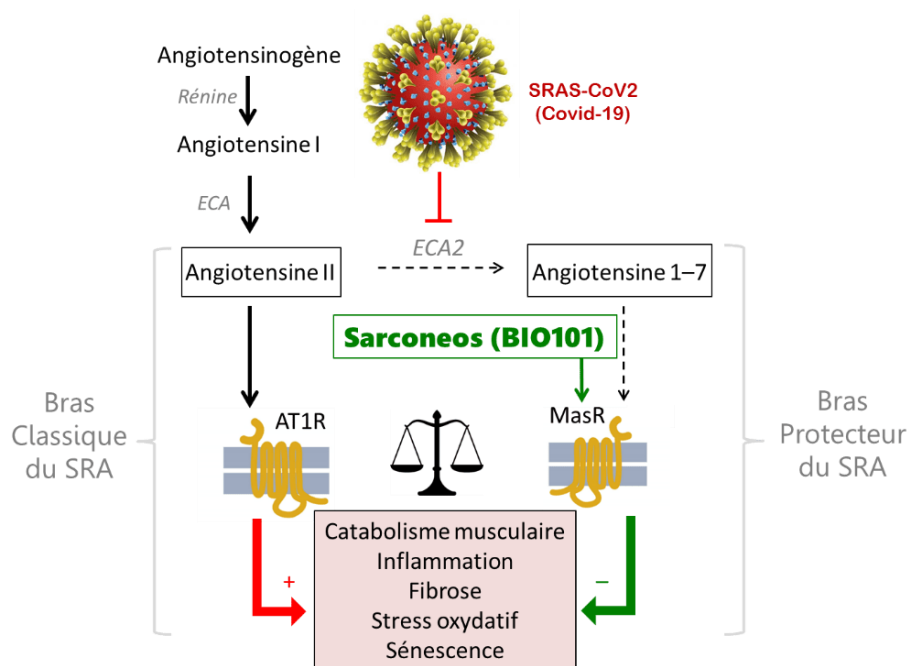 Angiotensinogène
Rénine
SRAS-CoV2
(Covid-19)
Angiotensine I
ECA
ECA2
Angiotensine II
Angiotensine 1–7
Sarconeos (BIO101)
Bras
Classique
du SRA
AT1R
MasR
Bras
Protecteur
du SRA
Catabolisme musculaire
Inflammation
Fibrose
Stress oxydatif
Sénescence
+
–